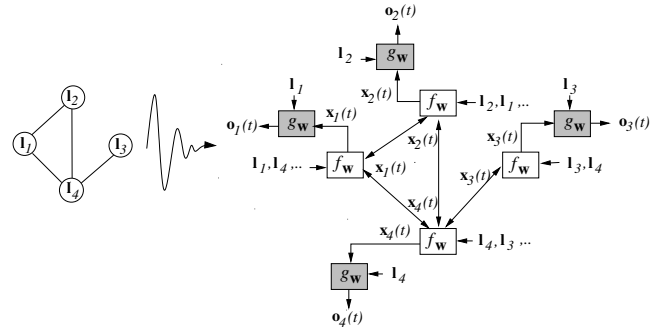 l1
l2
l3
l4
o2(t)
l2
gw
x2(t)
fw
l2, l1 ,..
l1
x1(t)
o1(t)
gw
l1, l4 ,..
fw
x1(t)
x2(t)
l3
gw
o3(t)
x3(t)
fw
l3, l4
x3(t)
x4(t)
fw
l4, l3 ,..
x4(t)
gw
l4
o4(t)